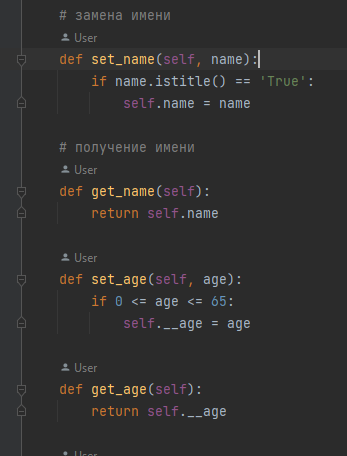 # замена имени
User
def set_name(self, name):
if name.istitle() == 'True':
self.name = name
# получение имени
User
def get_name(self):
return self.name
User
def set_age(self, age):
if 0 <= age <= 65:
self.__age = age
User
def get_age(self):
return self.__age
User